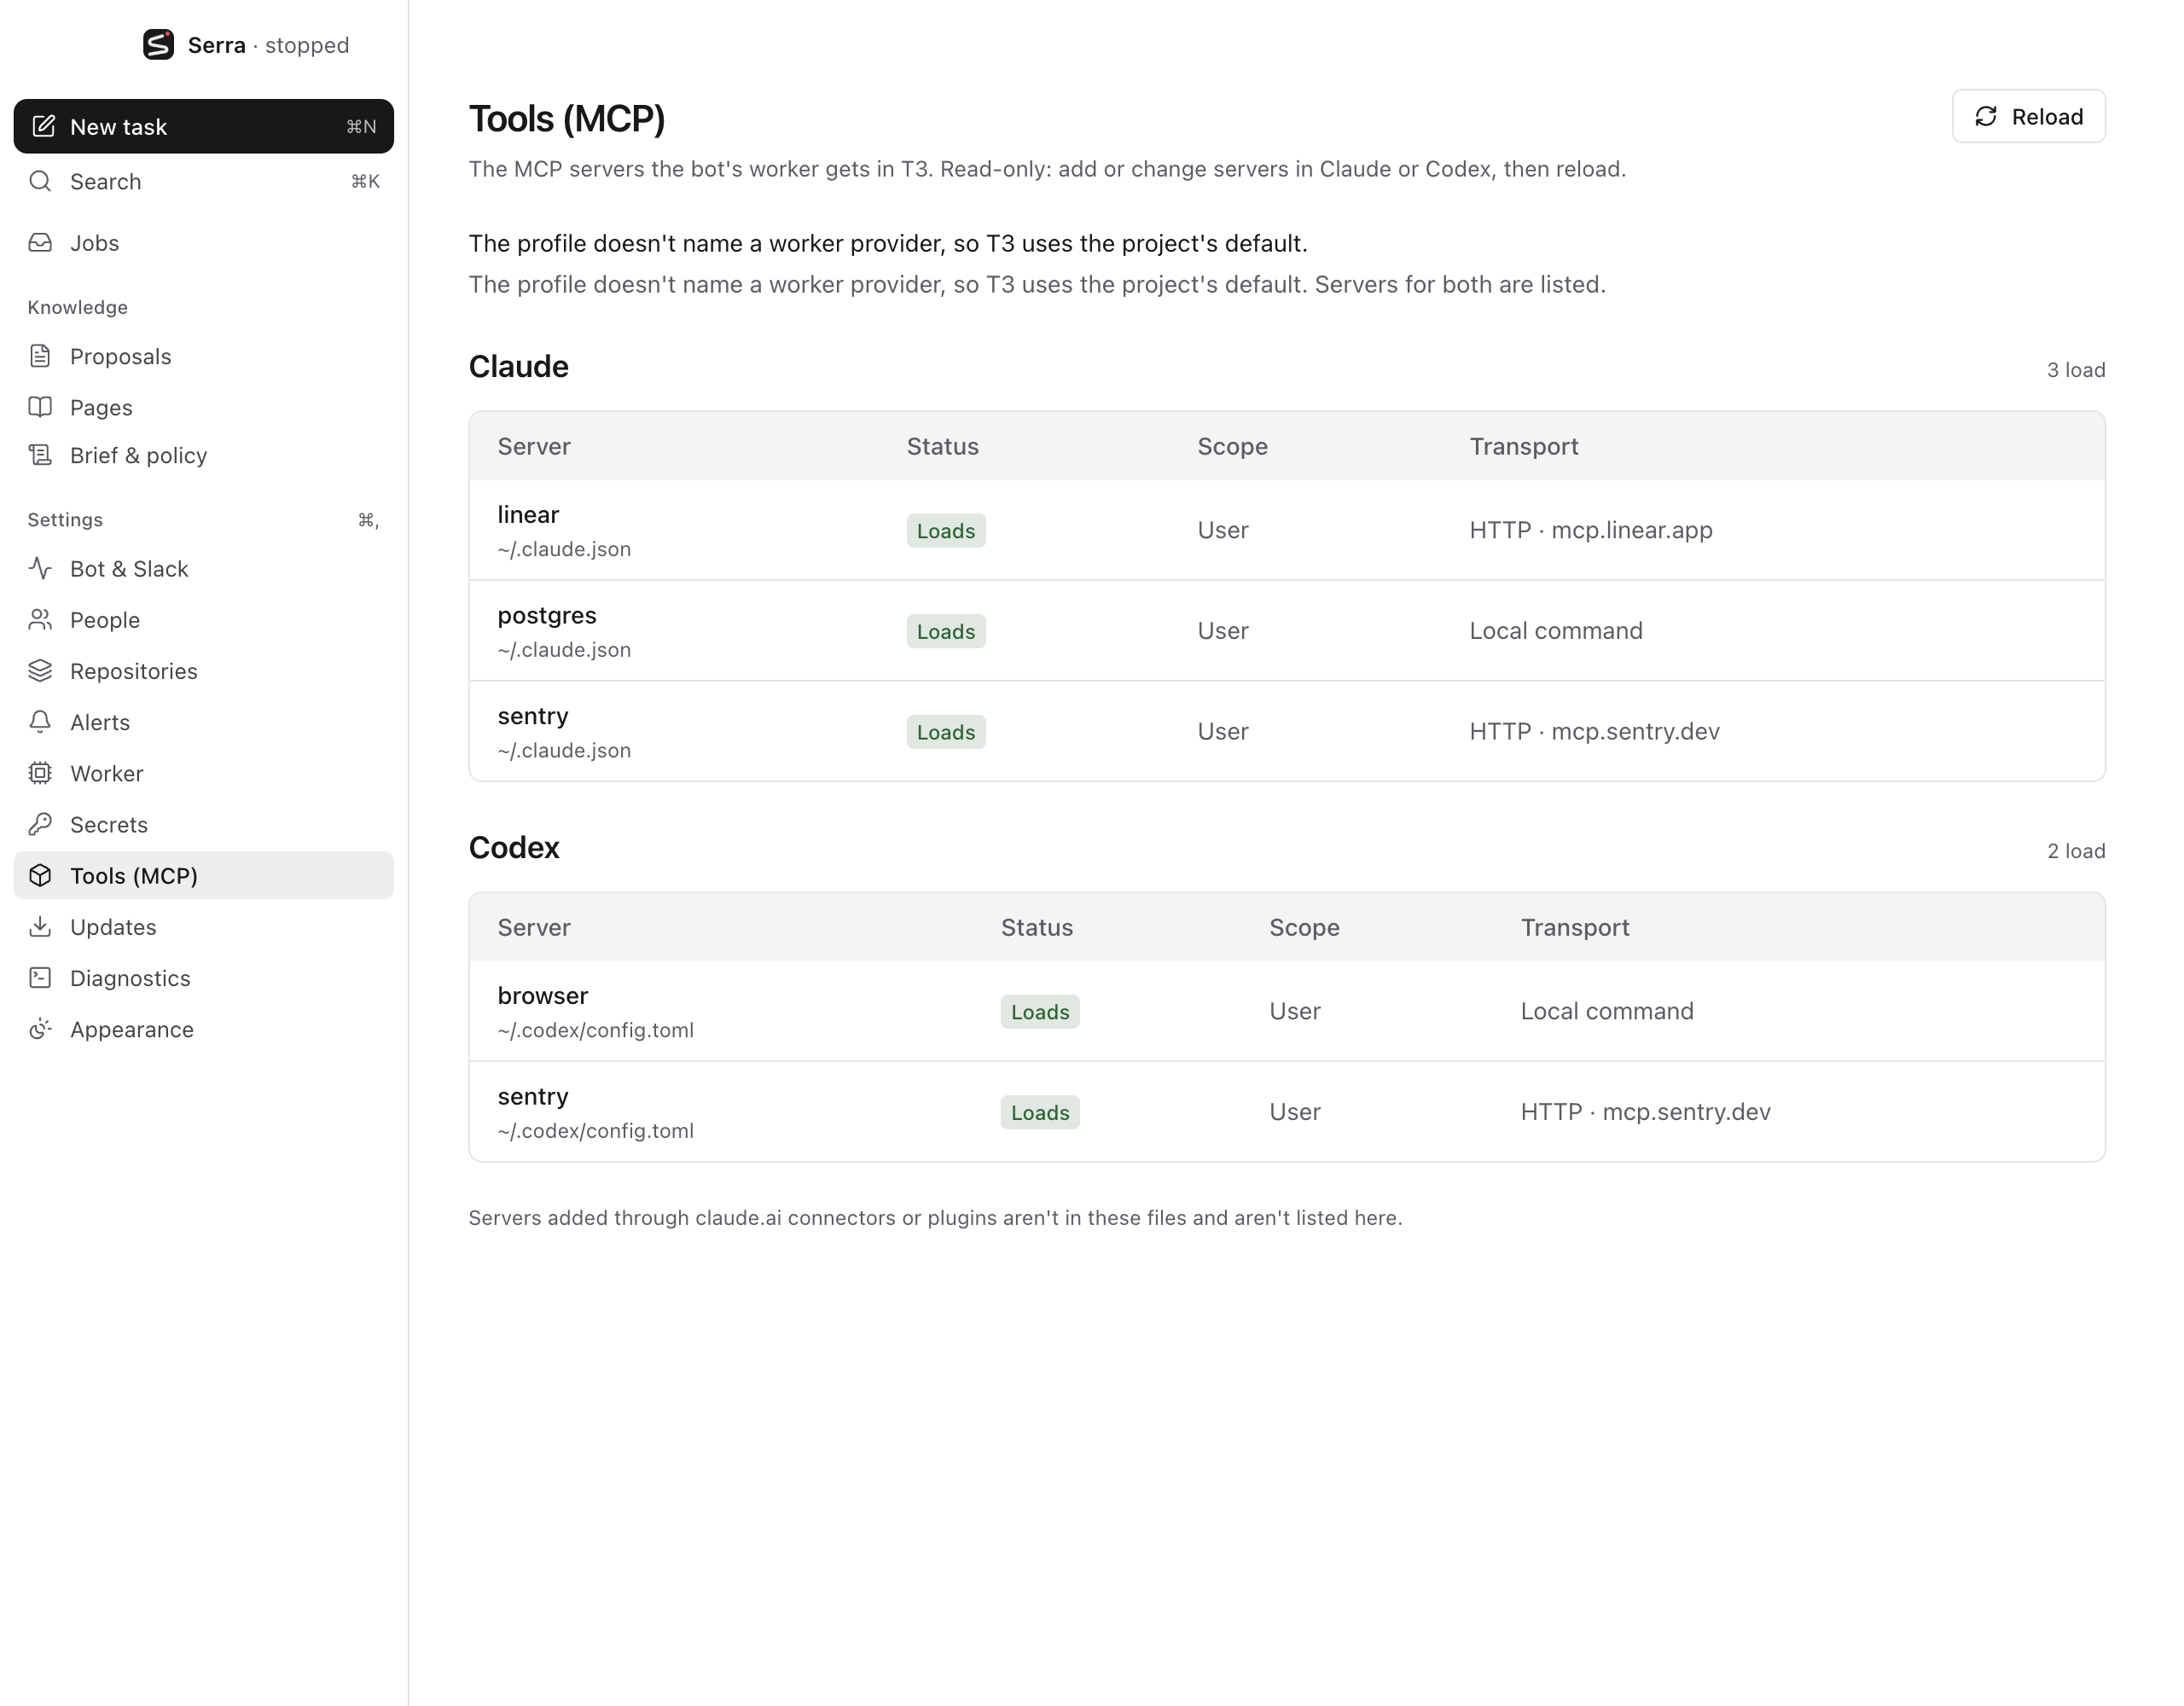 Serra · stopped
New task ⌘N
Search ⌘K
Jobs
Knowledge
Proposals
Pages
Brief & policy
Settings ⌘,
Bot & Slack
People
Repositories
Alerts
Worker
Secrets
Tools (MCP)
Updates
Diagnostics
Appearance
Tools (MCP)
Reload
The MCP servers the bot's worker gets in T3. Read-only: add or change servers in Claude or Codex, then reload.
The profile doesn't name a worker provider, so T3 uses the project's default.
The profile doesn't name a worker provider, so T3 uses the project's default. Servers for both are listed.
Claude 3 load
Server Status Scope Transport
linear
~/.claude.json
Loads User HTTP · mcp.linear.app
postgres
~/.claude.json
Loads User Local command
sentry
~/.claude.json
Loads User HTTP · mcp.sentry.dev
Codex 2 load
Server Status Scope Transport
browser
~/.codex/config.toml
Loads User Local command
sentry
~/.codex/config.toml
Loads User HTTP · mcp.sentry.dev
Servers added through claude.ai connectors or plugins aren't in these files and aren't listed here.